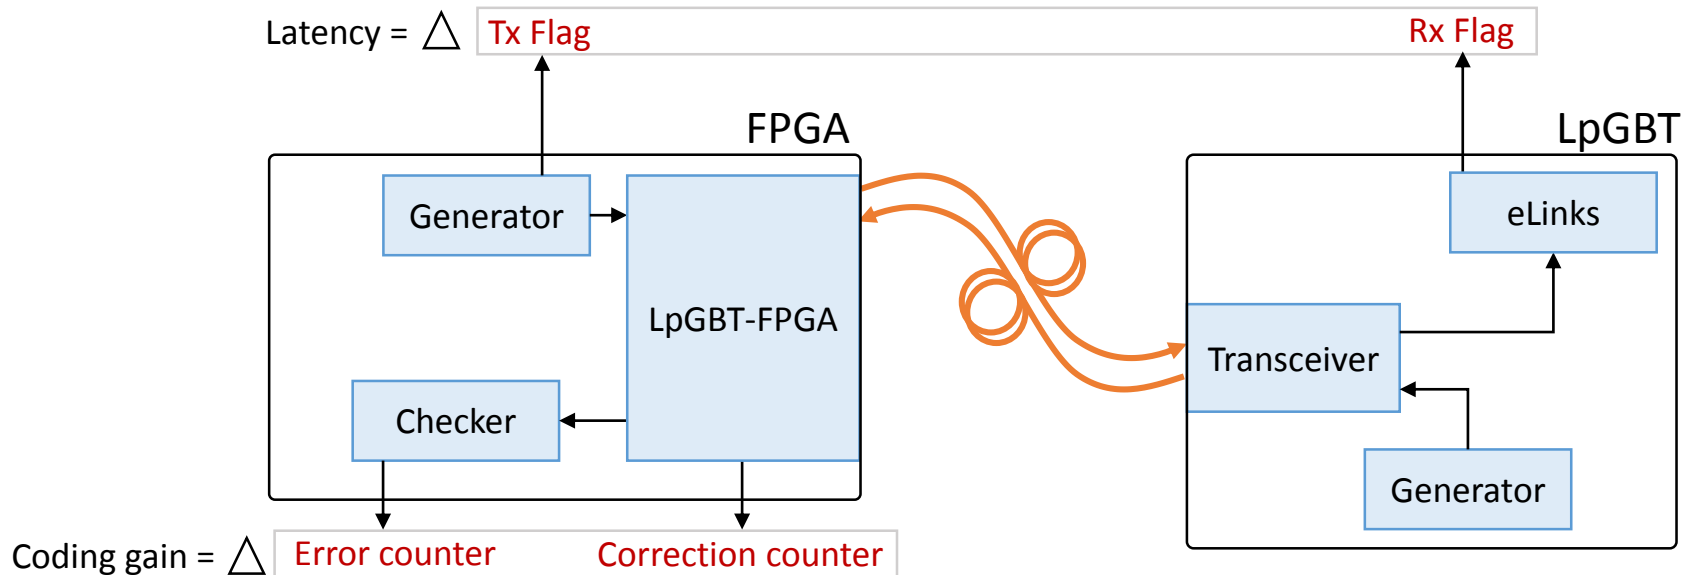 Latency = △ Tx Flag Rx Flag
FPGA LpGBT
Generator eLinks
LpGBT-FPGA
Transceiver
Checker
Generator
Coding gain = △ Error counter Correction counter